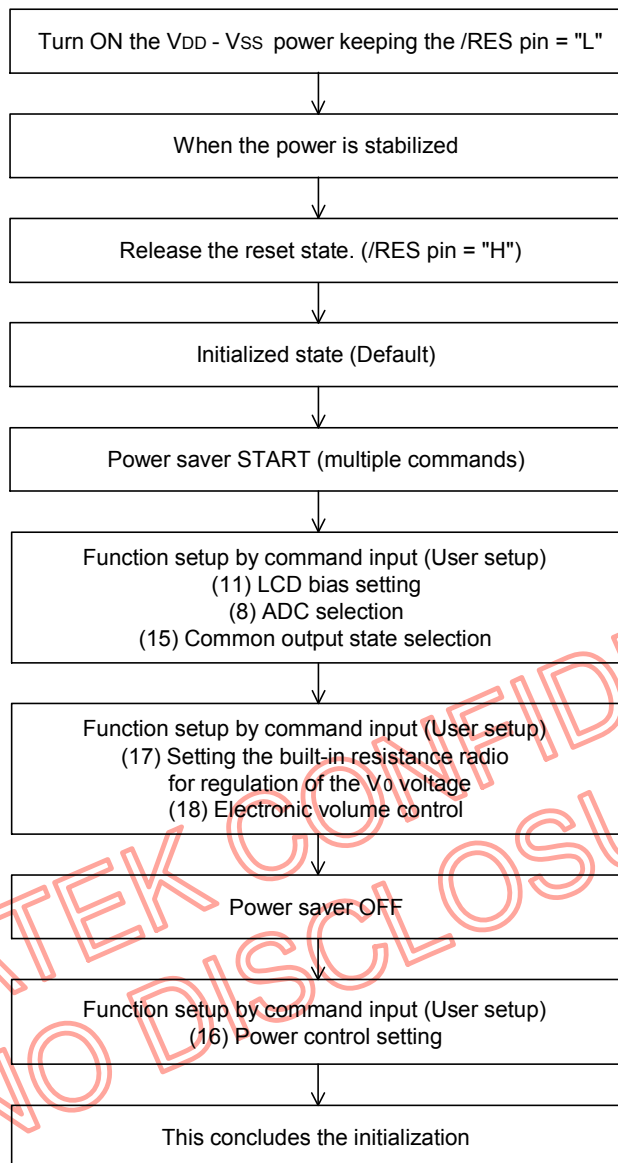 Turn ON the VDD - VSS power keeping the /RES pin = "L"
When the power is stabilized
Release the reset state. (/RES pin = "H")
Initialized state (Default)
Power saver START (multiple commands)
Function setup by command input (User setup)
(11) LCD bias setting
(8) ADC selection
(15) Common output state selection
Function setup by command input (User setup)
(17) Setting the built-in resistance radio
for regulation of the V0 voltage
(18) Electronic volume control
Power saver OFF
Function setup by command input (User setup)
(16) Power control setting
This concludes the initialization